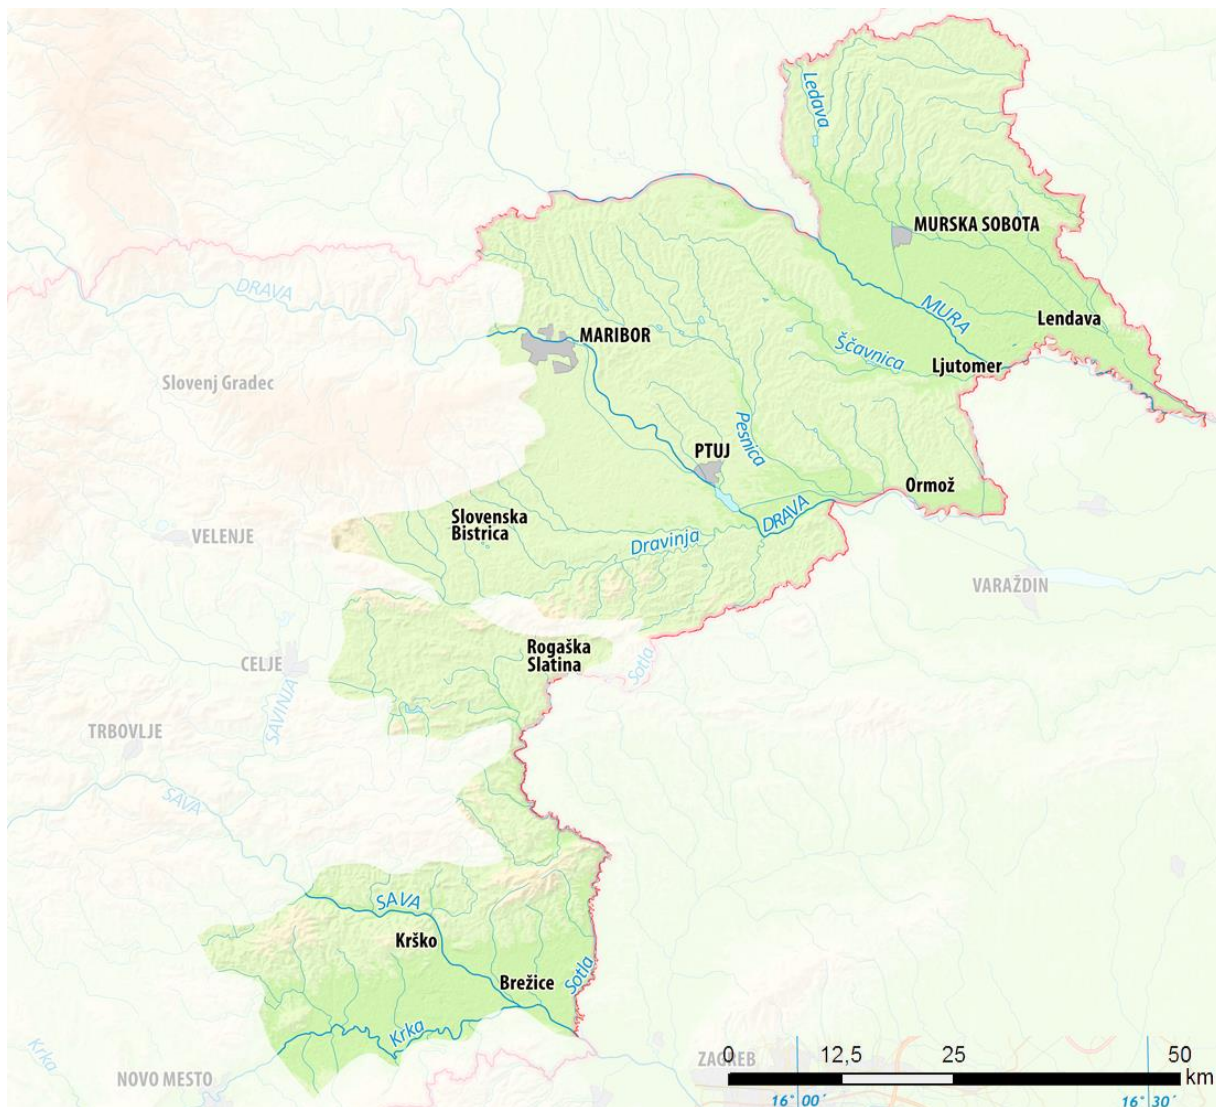 Ledava
MURSKA SOBOTA
DRAVA
MURA
Lendava
MARIBOR
Ščavnica
Ljutomer
Slovenj Gradec
Pesnica
PTUJ
Ormož
Slovenska
Bistrica
DRAVA
VELENJE
Dravinja
VARAŽDIN
Rogaška
Slatina
CELJE
Sotla
SAVINJA
TRBOVLJE
SAVA
SAVA
Krško
Brežice
Sotla
Krka
Krka
ZAGREB
NOVO MESTO
0 12,5 25 50
km
16° 00´ 16° 30´